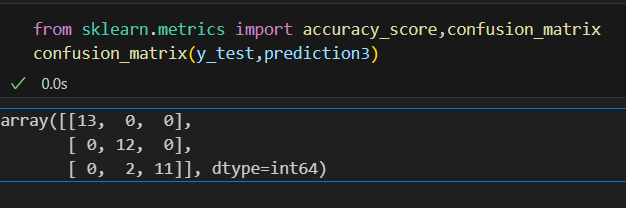 from sklearn.metrics import accuracy_score,confusion_matrix
confusion_matrix(y_test,prediction3)
0.0s
array([[13,  0,  0],
       [ 0, 12,  0],
       [ 0,  2, 11]], dtype=int64)